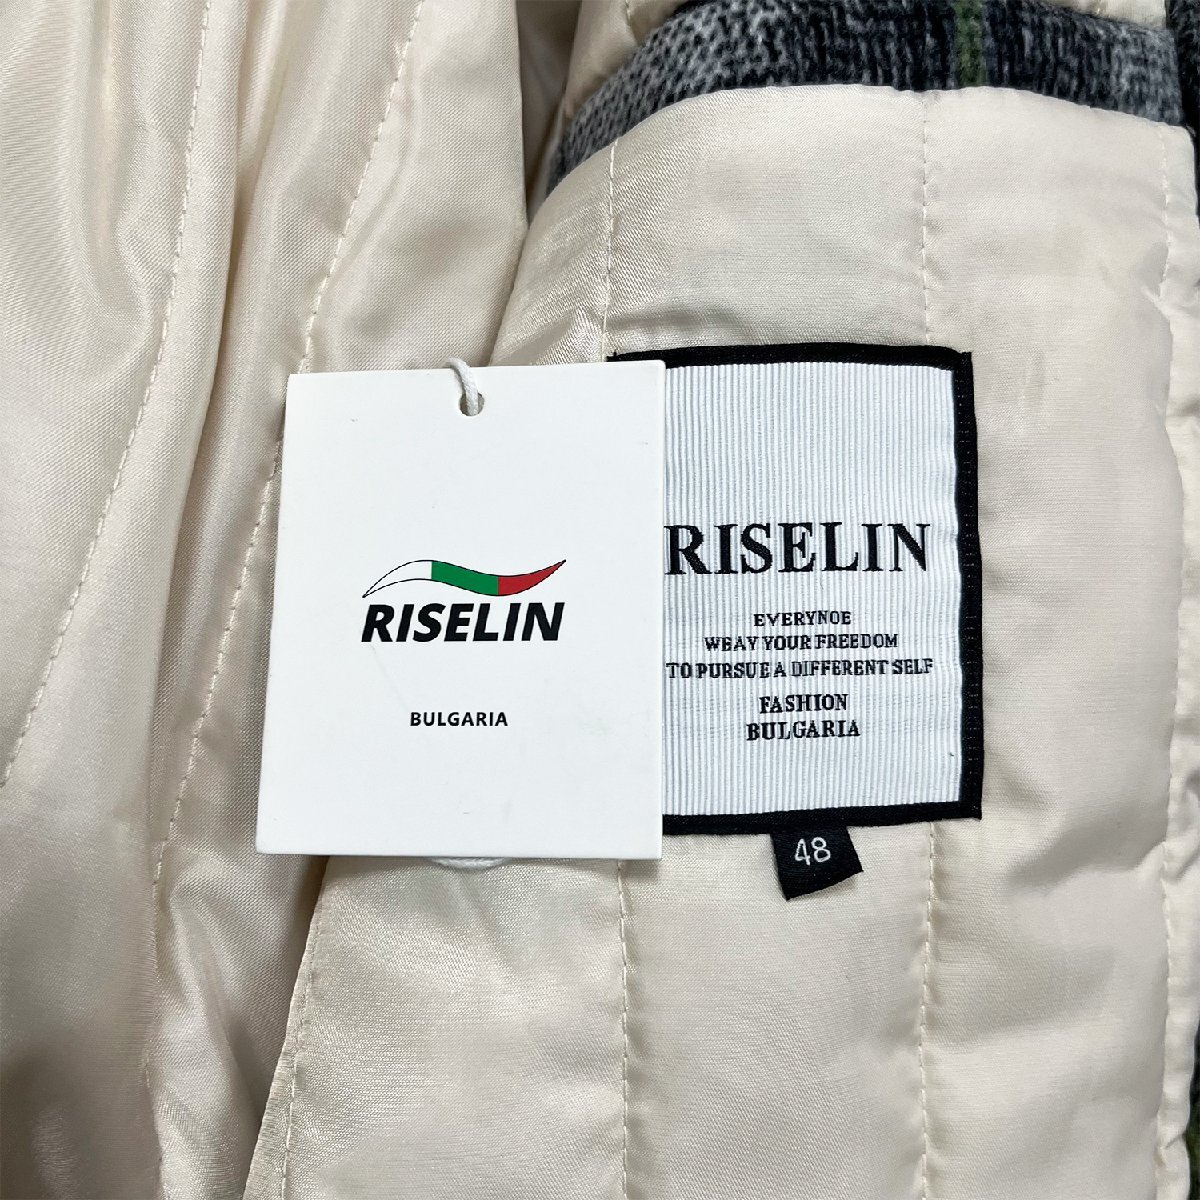 RISELIN
BULGARIA
RISELIN
EVERYNOE
WEAY YOUR FREEDOM
TO PURSUE A DIFFERENT SELF
FASHION
BULGARIA
48